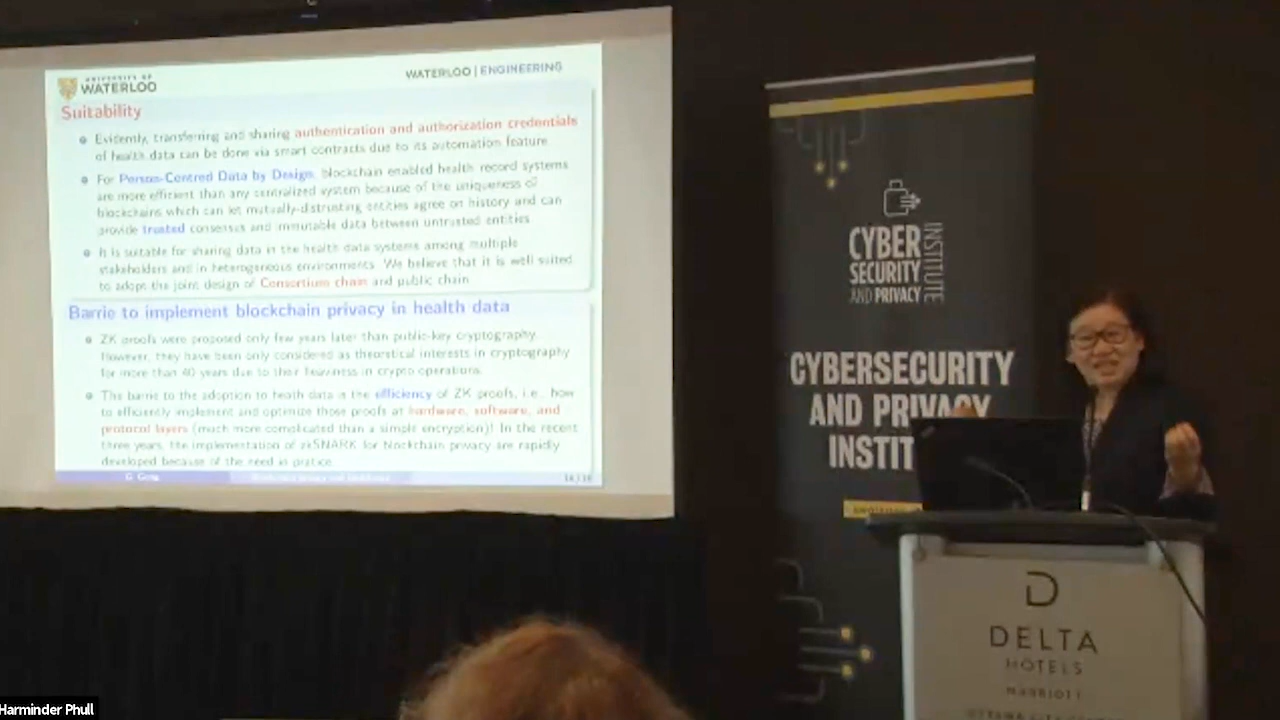 UNIVERSITY OF
WATERLOO
WATERLOO | ENGINEERING
Suitability
Evidently, transferring and sharing authentication and authorization credentials
of health data can be done via smart contracts due to its automation feature
For Person-Centred Data by Design, blockchain enabled health record systems
are more efficient than any centralized system because of the uniqueness of
blockchains which can let mutually-distrusting entities agree on history and can
provide trusted consensus and immutable data between untrusted entities
It is suitable for sharing data in the health data systems among multiple
stakeholders and in heterogeneous environments. We believe that it is well suited
to adopt the joint design of Consortium chain and public chain
Barrie to implement blockchain privacy in health data
ZK proofs were proposed only few years later than public-key cryptography.
However, they have been only considered as theoretical interests in cryptography
for more than 40 years due to their heaviness in crypto operations.
The barrie to the adoption to heath data is the efficiency of ZK proofs, i.e., how
to efficiently implement and optimize those proofs at hardware, software, and
protocol layers (much more complicated than a simple encryption)! In the recent
three years, the implementation of zkSNARK for blockchain privacy are rapidly
developed because of the need in pratice
G. Gong
CYBER
SECURITY
AND PRIVACY
INSTITUTE
CYBERSECURITY
AND PRIVACY
INSTIT
D
DELTA
HOTELS
MARRIOTT
Harminder Phull